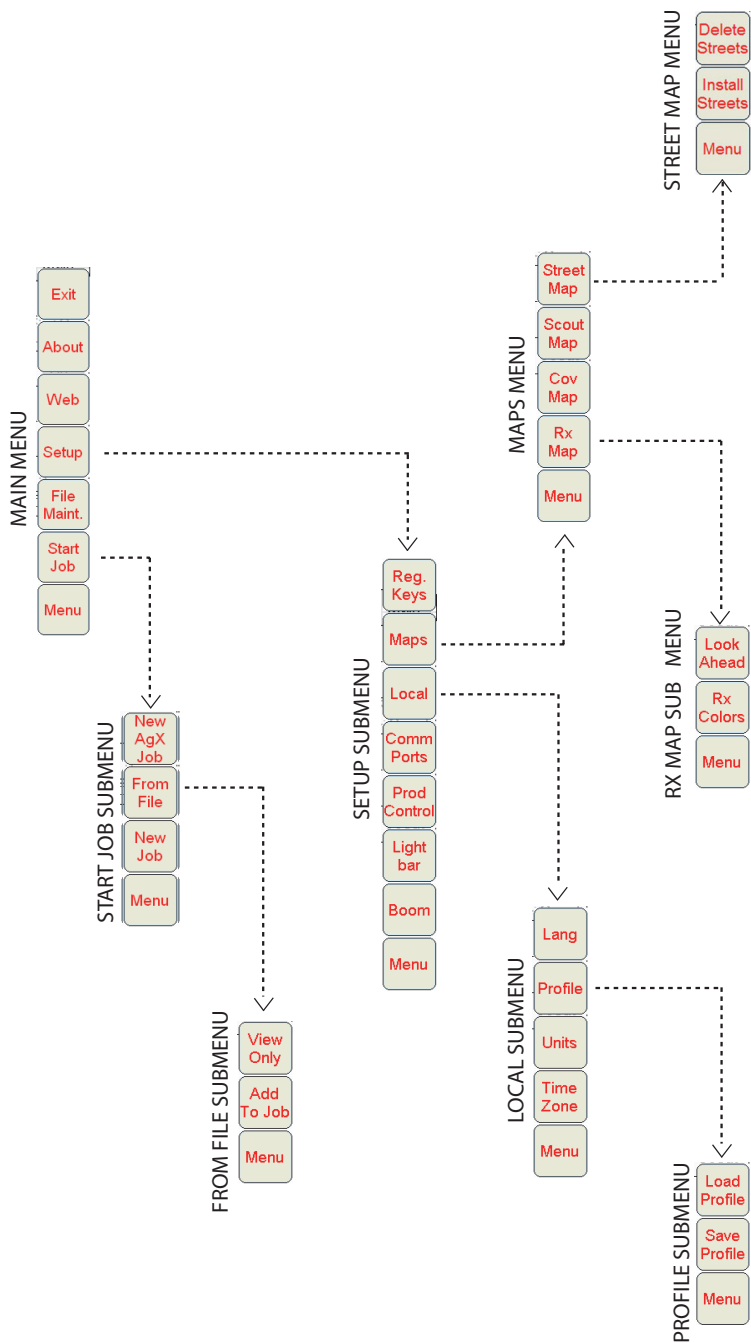 MAIN MENU
Exit
About
Web
Setup
File
Maint.
Start
Job
Menu
START JOB SUBMENU
New
AgX
Job
From
File
New
Job
Menu
FROM FILE SUBMENU
View
Only
Add
To Job
Menu
SETUP SUBMENU
Reg.
Keys
Maps
Local
Comm
Ports
Prod
Control
Light
bar
Boom
Menu
MAPS MENU
Street
Map
Scout
Map
Cov
Map
Rx
Map
Menu
STREET MAP MENU
Delete
Streets
Install
Streets
Menu
RX MAP SUB MENU
Look
Ahead
Rx
Colors
Menu
LOCAL SUBMENU
Lang
Profile
Units
Time
Zone
Menu
PROFILE SUBMENU
Load
Profile
Save
Profile
Menu